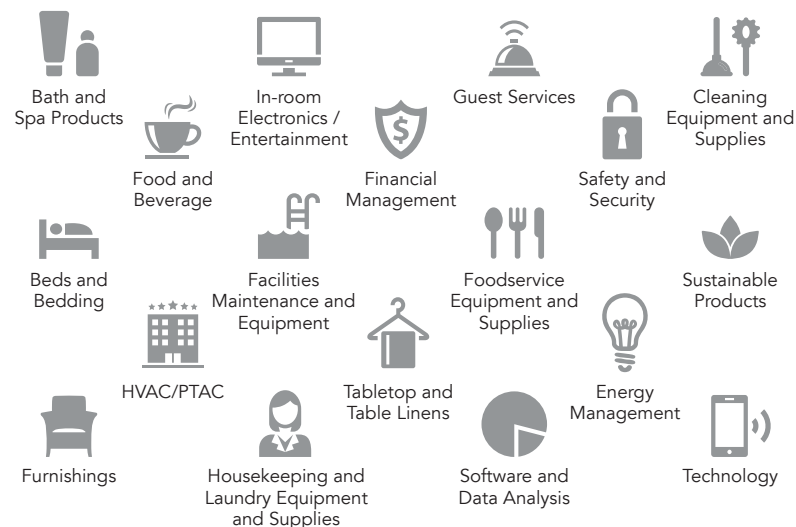 Bath and
Spa Products
In-room
Electronics /
Entertainment
Guest Services
Cleaning
Equipment and
Supplies
Food and
Beverage
$
Financial
Management
Safety and
Security
Beds and
Bedding
Facilities
Maintenance and
Equipment
Foodservice
Equipment and
Supplies
Sustainable
Products
HVAC/PTAC
Tabletop and
Table Linens
Energy
Management
Furnishings
Housekeeping and
Laundry Equipment
and Supplies
Software and
Data Analysis
Technology